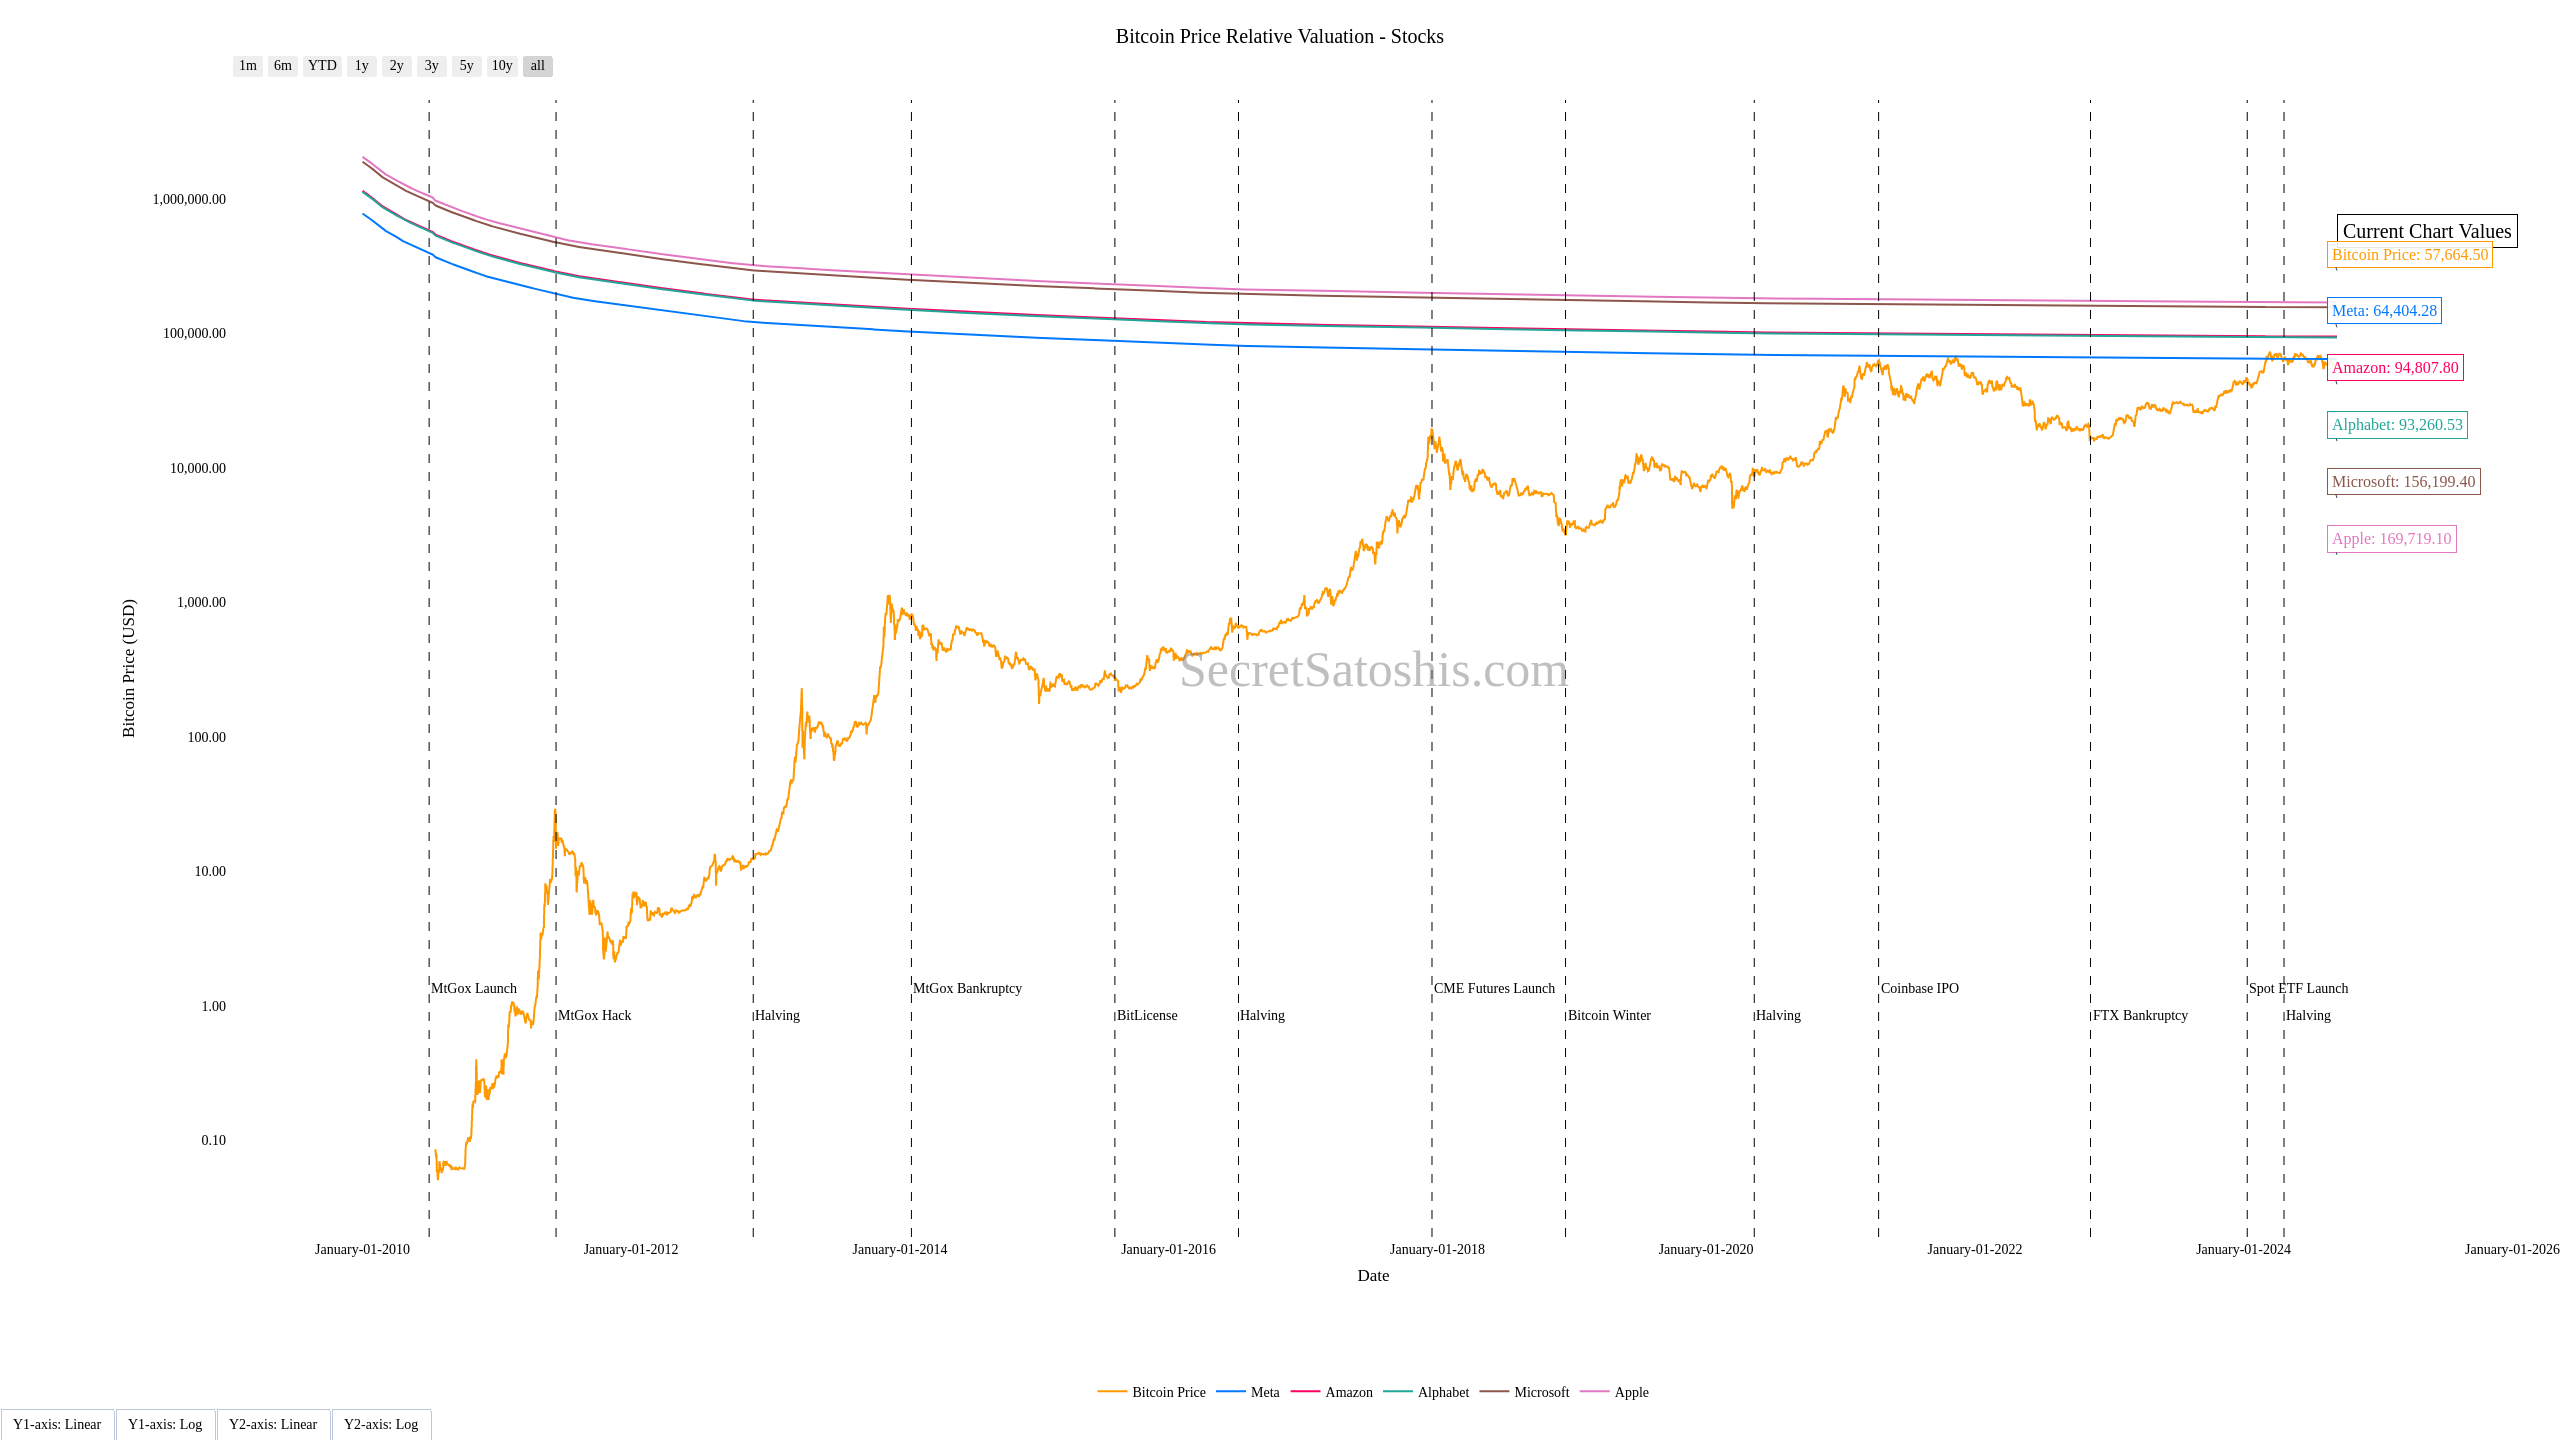 Bitcoin Price Relative Valuation - Stocks
1m 6m YTD 1y 2y 3y 5y 10y all
1,000,000.00
100,000.00
10,000.00
1,000.00
100.00
10.00
1.00
0.10
Bitcoin Price (USD)
Current Chart Values
Bitcoin Price: 57,664.50
Meta: 64,404.28
Amazon: 94,807.80
Alphabet: 93,260.53
Microsoft: 156,199.40
Apple: 169,719.10
SecretSatoshis.com
MtGox Launch
MtGox Hack
Halving
MtGox Bankruptcy
BitLicense
Halving
CME Futures Launch
Bitcoin Winter
Halving
Coinbase IPO
FTX Bankruptcy
Spot ETF Launch
Halving
January-01-2010 January-01-2012 January-01-2014 January-01-2016 January-01-2018 January-01-2020 January-01-2022 January-01-2024 January-01-2026
Date
Bitcoin Price Meta Amazon Alphabet Microsoft Apple
Y1-axis: Linear Y1-axis: Log Y2-axis: Linear Y2-axis: Log